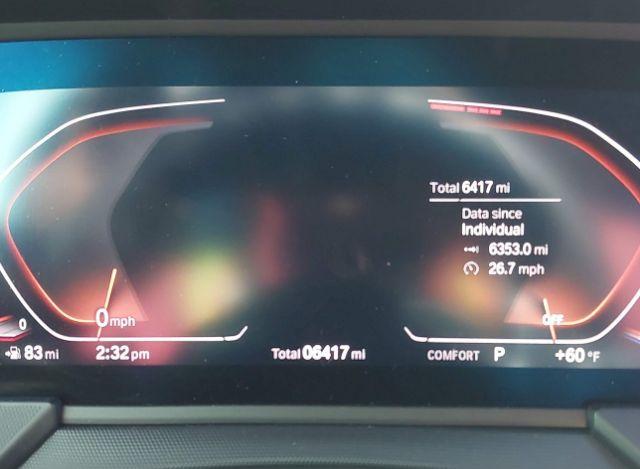 Total 6417 mi
Data since
Individual
6353.0 mi
26.7 mph
0 mph
OFF
0
83 mi
2:32 pm
Total 06417 mi
COMFORT P
+60 °F